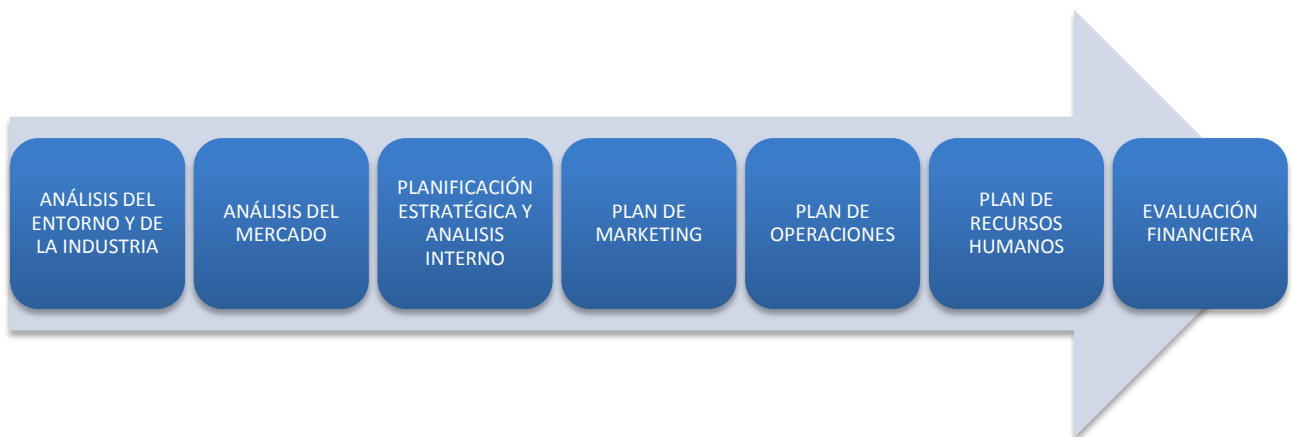 ANÁLISIS DEL
ENTORNO Y DE
LA INDUSTRIA
ANÁLISIS DEL
MERCADO
PLANIFICACIÓN
ESTRATÉGICA Y
ANALISIS
INTERNO
PLAN DE
MARKETING
PLAN DE
OPERACIONES
PLAN DE
RECURSOS
HUMANOS
EVALUACIÓN
FINANCIERA